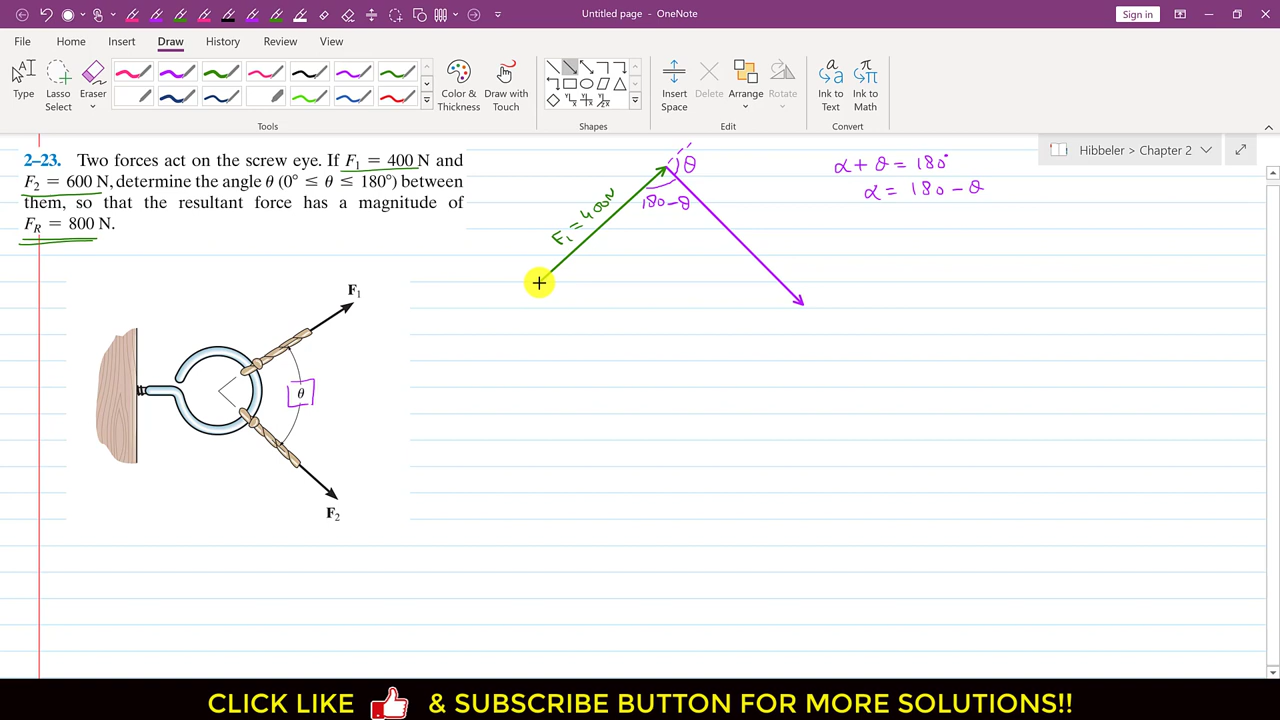 Untitled page - OneNote
Sign in
File
Home
Insert
Draw
History
Review
View
Type
Lasso
Select
Eraser
Color &
Thickness
Draw with
Touch
Insert
Space
Delete
Arrange
Rotate
Ink to
Text
Ink to
Math
Tools
Shapes
Edit
Convert
Hibbeler > Chapter 2
2–23. Two forces act on the screw eye. If F₁ = 400 N and
F₂ = 600 N, determine the angle θ (0° ≤ θ ≤ 180°) between
them, so that the resultant force has a magnitude of
F_R = 800 N.
F₁
θ
F₂
F₁ = 400N
θ
180-θ
α + θ = 180°
α = 180 - θ
CLICK LIKE & SUBSCRIBE BUTTON FOR MORE SOLUTIONS!!